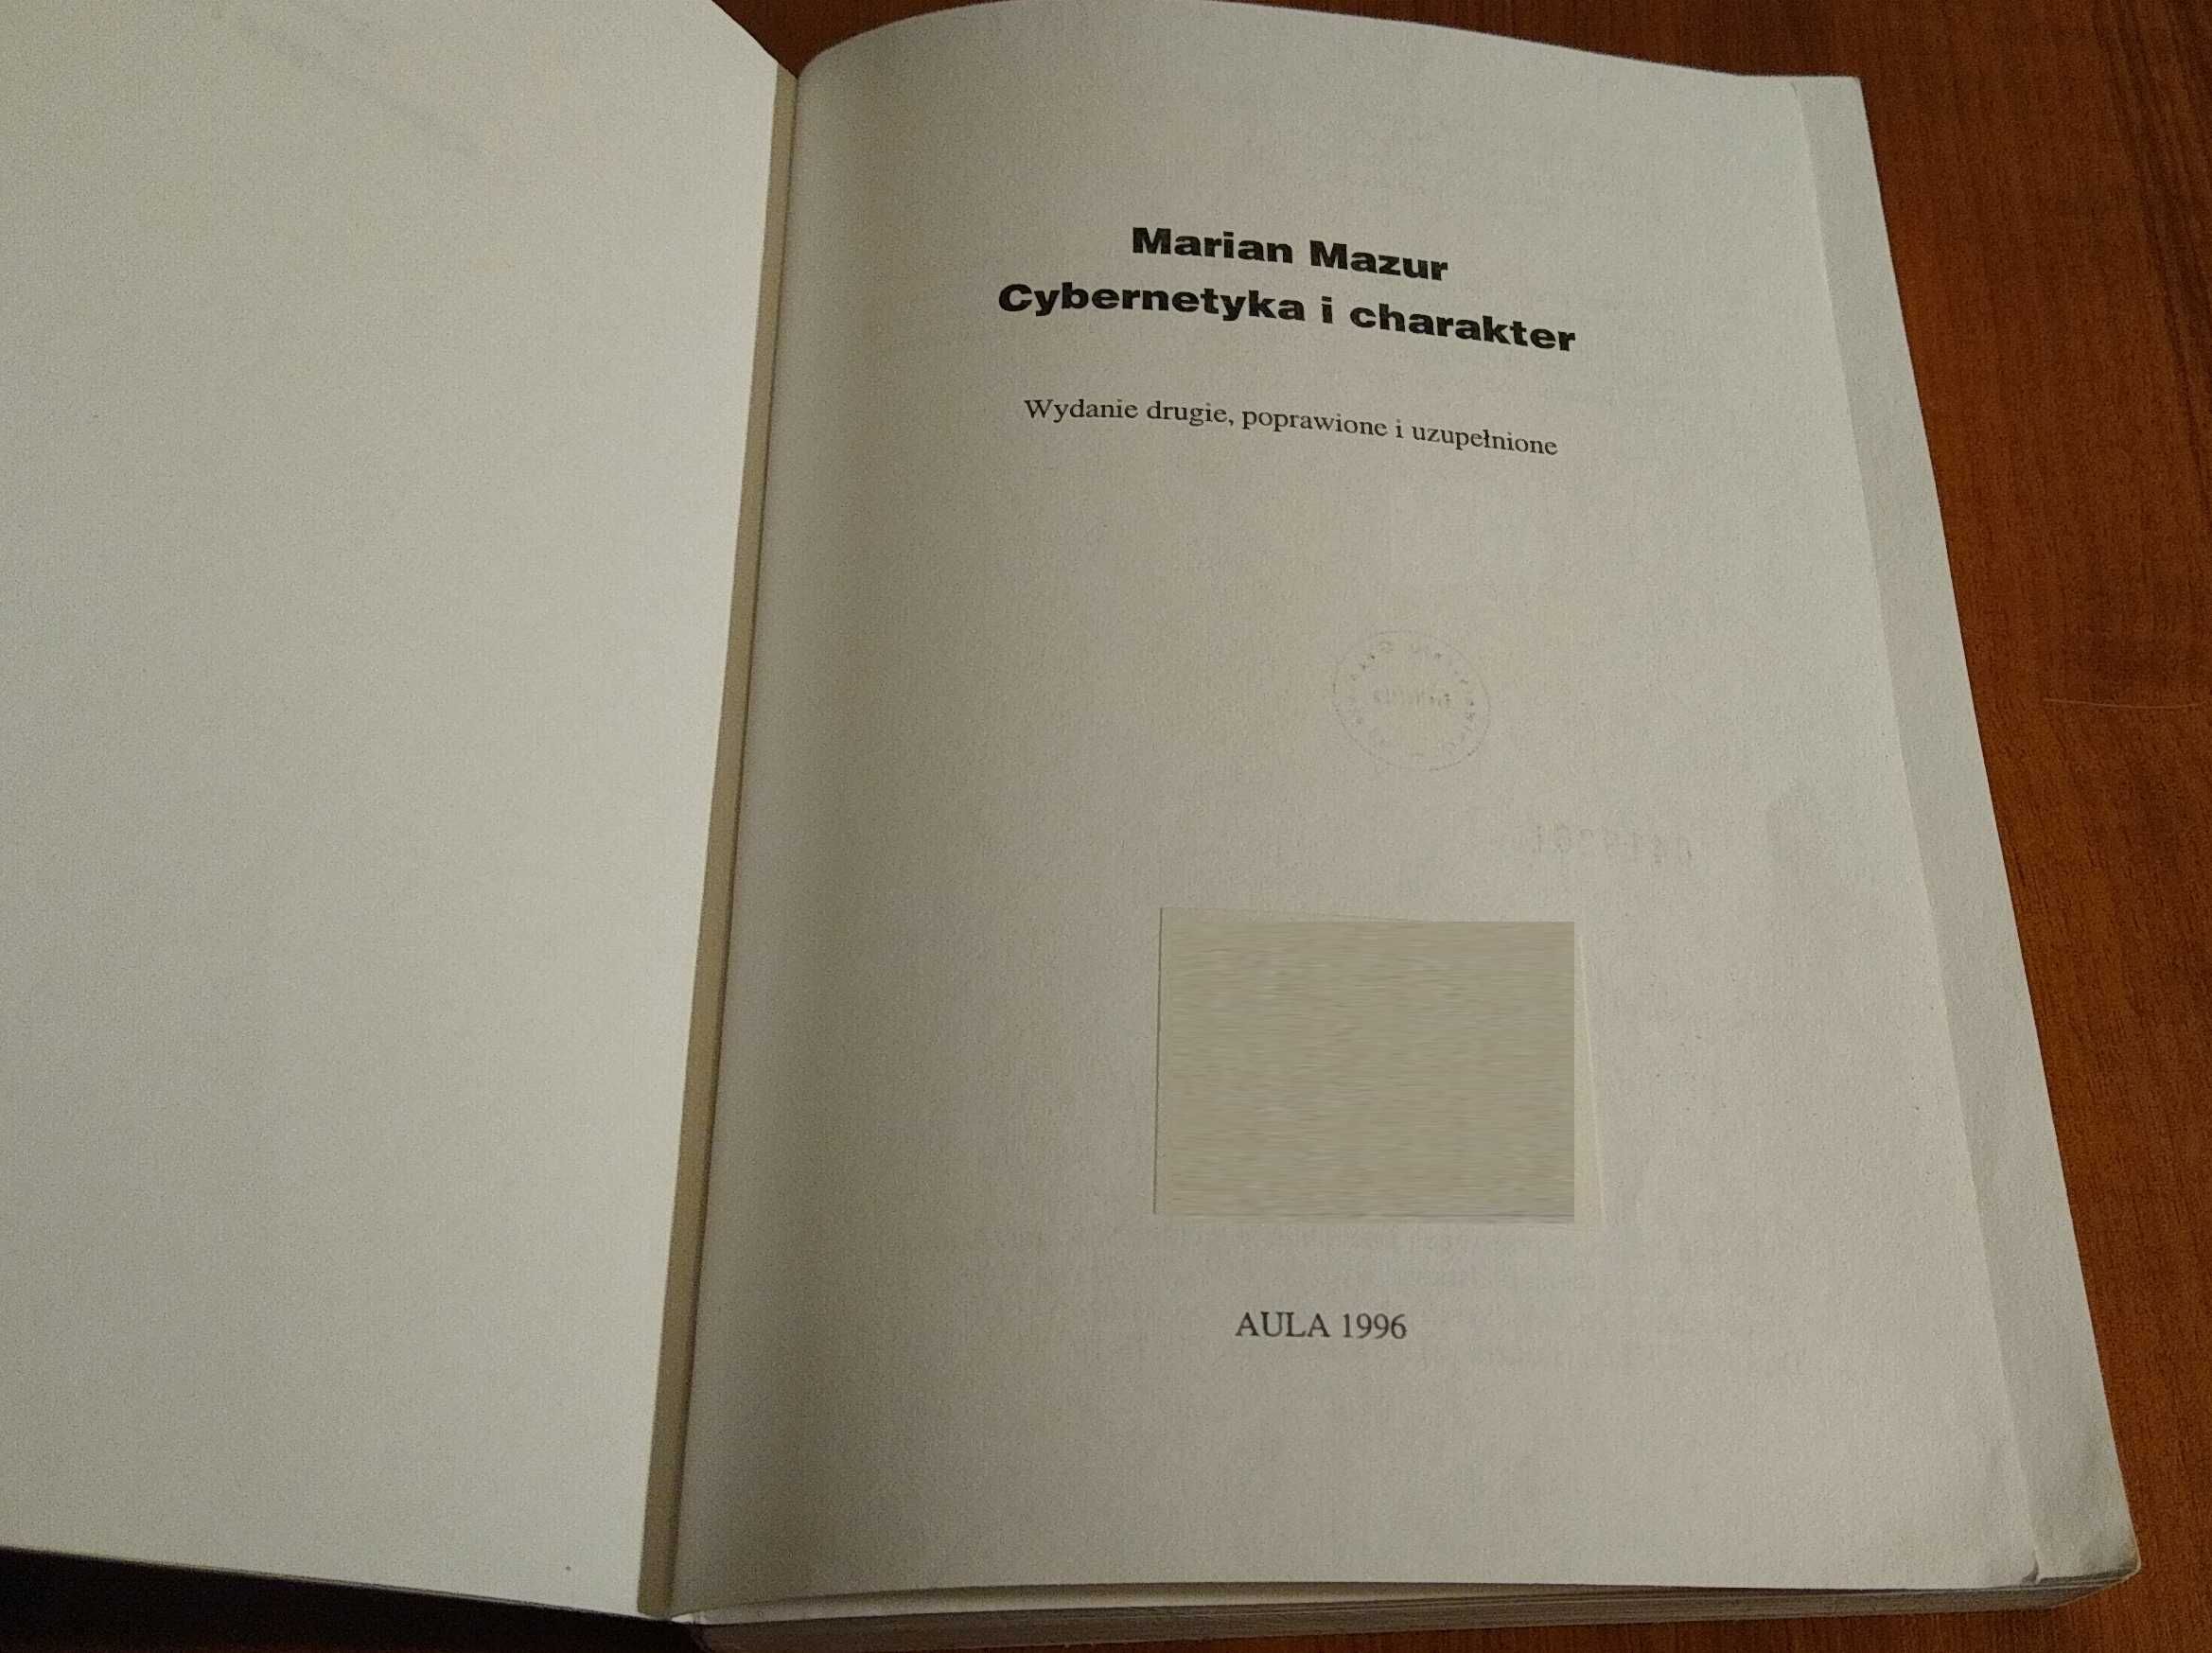 Marian Mazur
Cybernetyka i charakter
Wydanie drugie, poprawione i uzupełnione
AULA 1996